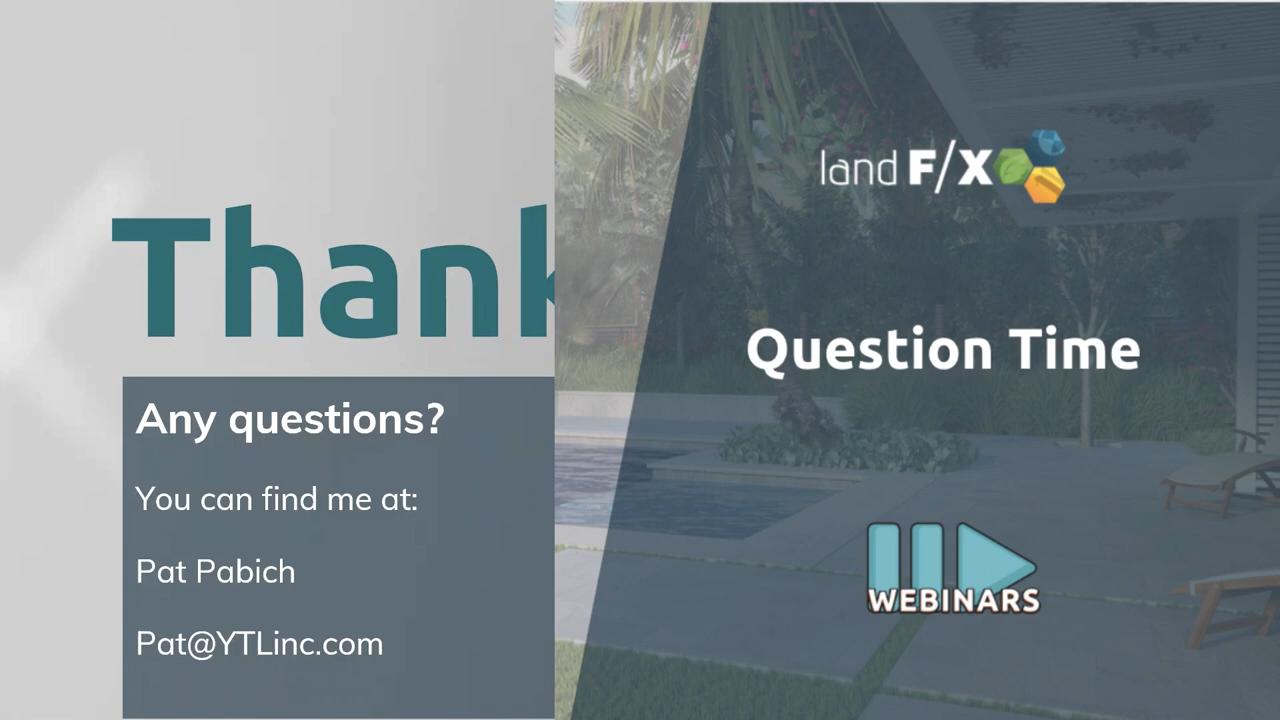 Thank
Any questions?
You can find me at:
Pat Pabich
Pat@YTLinc.com
land F/X
Question Time
WEBINARS